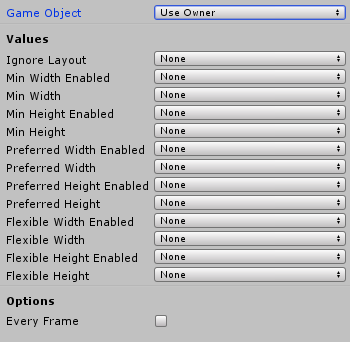 Game Object Use Owner
Values
Ignore Layout None
Min Width Enabled None
Min Width None
Min Height Enabled None
Min Height None
Preferred Width Enabled None
Preferred Width None
Preferred Height Enabled None
Preferred Height None
Flexible Width Enabled None
Flexible Width None
Flexible Height Enabled None
Flexible Height None
Options
Every Frame